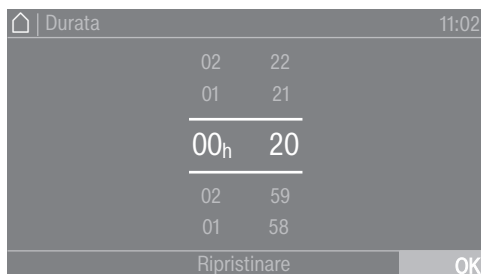 | Durata 11:02
02 22
01 21
00h 20
02 59
01 58
Ripristinare OK